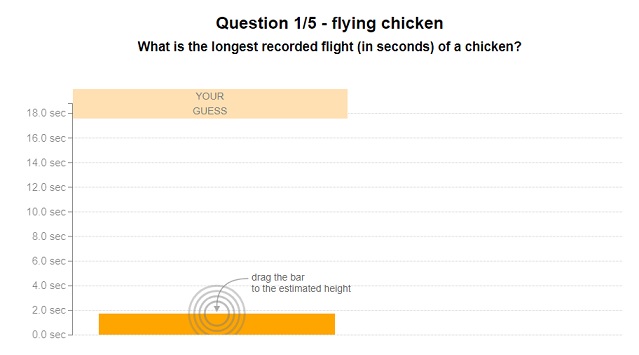 Question 1/5 - flying chicken
What is the longest recorded flight (in seconds) of a chicken?
YOUR
GUESS
18.0 sec
16.0 sec
14.0 sec
12.0 sec
10.0 sec
8.0 sec
6.0 sec
4.0 sec
2.0 sec
0.0 sec
drag the bar
to the estimated height